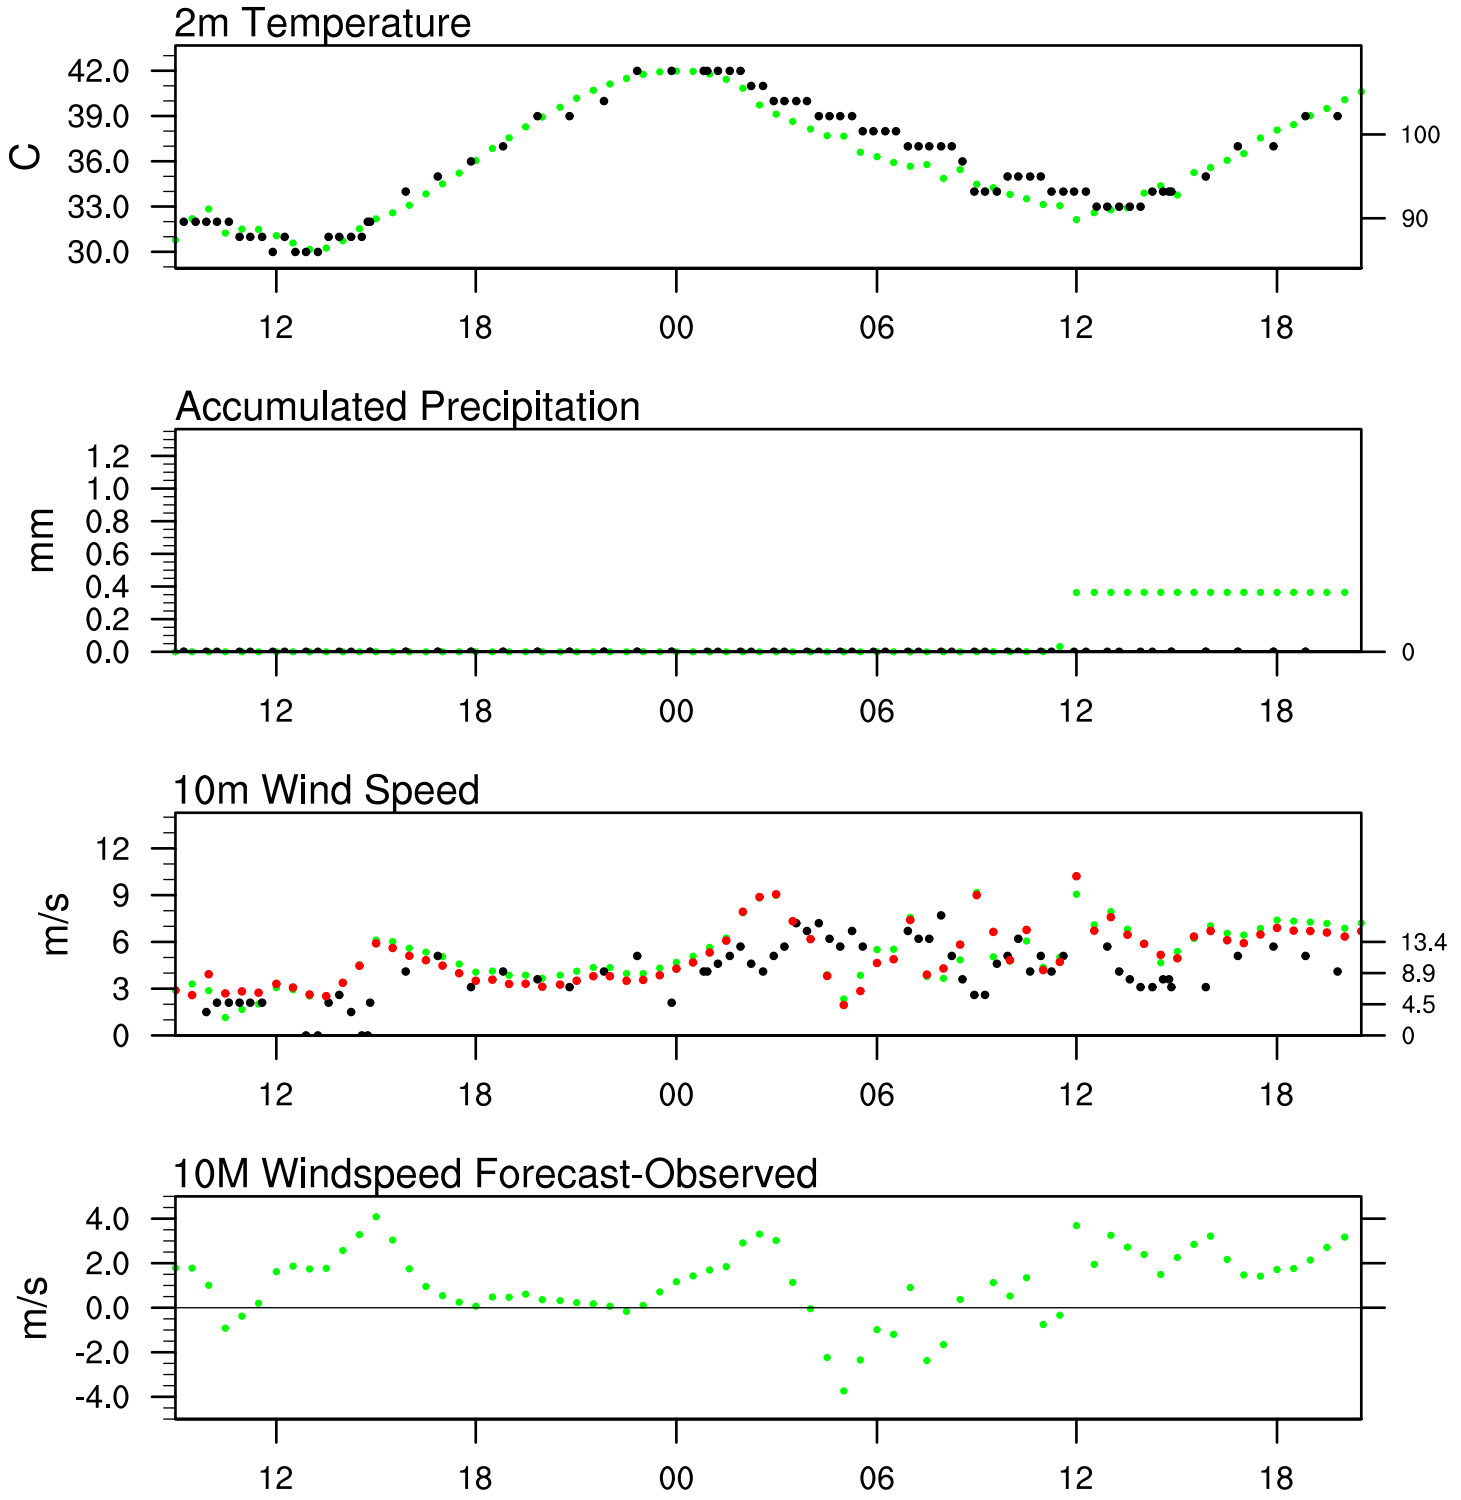 2m Temperature
42.0
39.0
36.0
33.0
30.0
C
100
90
12 18 00 06 12 18
Accumulated Precipitation
1.2
1.0
0.8
0.6
0.4
0.2
0.0
mm
0
12 18 00 06 12 18
10m Wind Speed
12
9
6
3
0
m/s
13.4
8.9
4.5
0
12 18 00 06 12 18
10M Windspeed Forecast-Observed
4.0
2.0
0.0
-2.0
-4.0
m/s
12 18 00 06 12 18